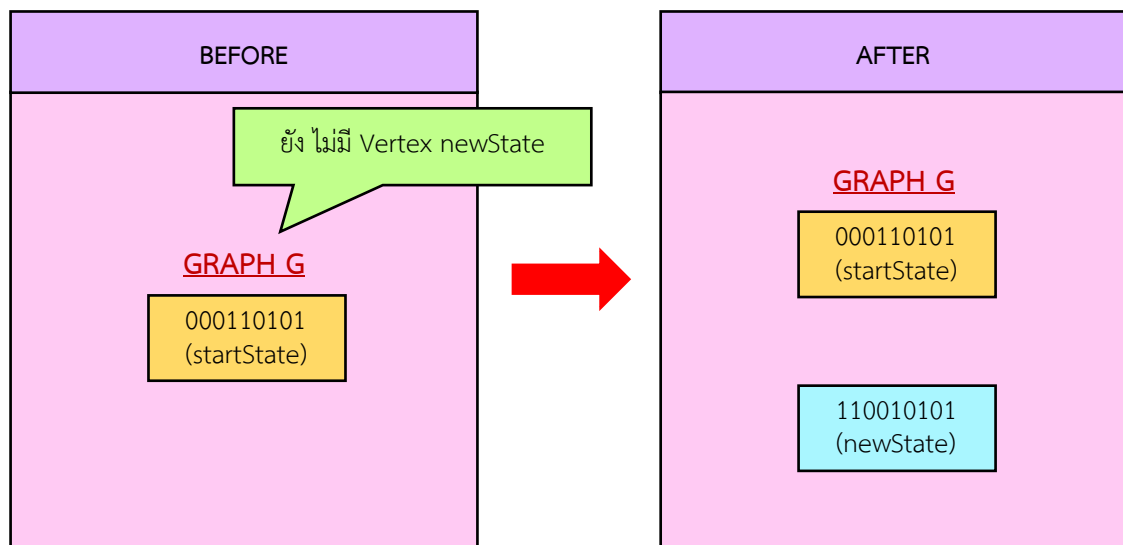 BEFORE
ยัง ไม่มี Vertex newState
GRAPH G
000110101
(startState)
AFTER
GRAPH G
000110101
(startState)
110010101
(newState)